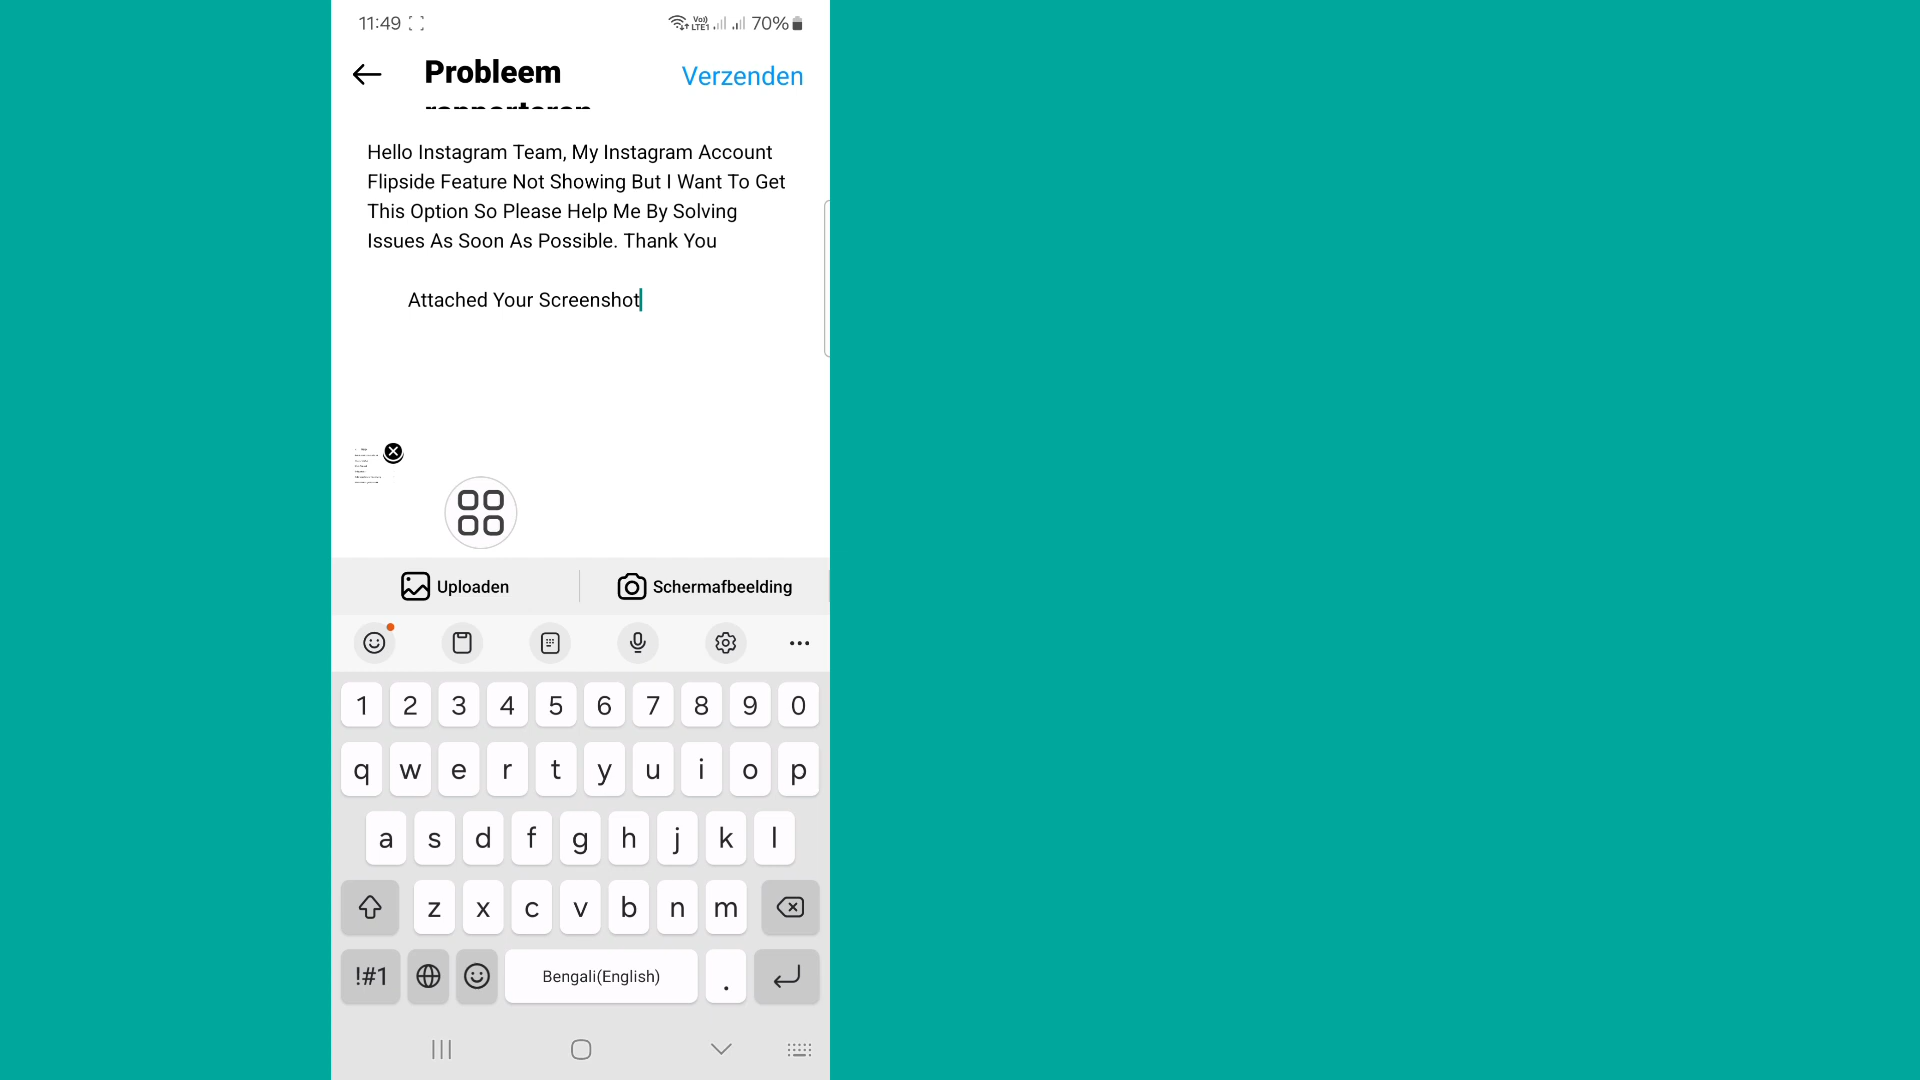 11:49
Vo)) LTE1
70%
Probleem
rapporteren
Verzenden
Hello Instagram Team, My Instagram Account
Flipside Feature Not Showing But I Want To Get
This Option So Please Help Me By Solving
Issues As Soon As Possible. Thank You
Attached Your Screenshot
Uploaden
Schermafbeelding
1 2 3 4 5 6 7 8 9 0
q w e r t y u i o p
a s d f g h j k l
z x c v b n m
!#1
Bengali(English)
.